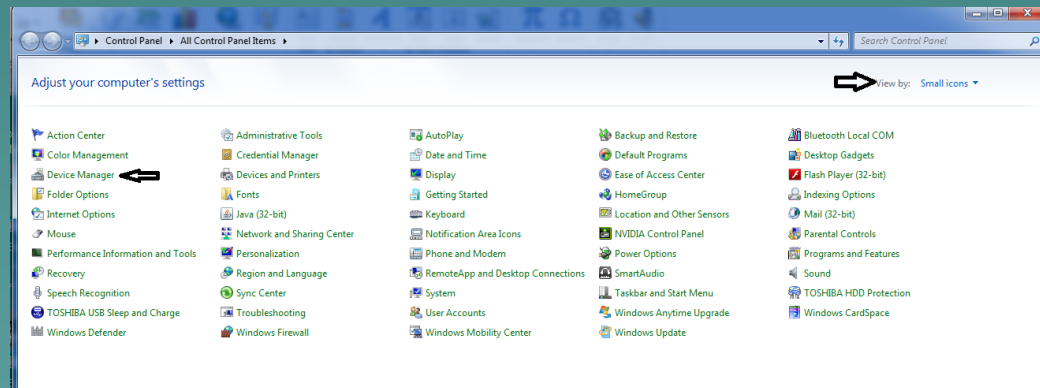 Control Panel All Control Panel Items Search Control Panel
Adjust your computer's settings View by: Small icons
Action Center Administrative Tools AutoPlay Backup and Restore Bluetooth Local COM
Color Management Credential Manager Date and Time Default Programs Desktop Gadgets
Device Manager Devices and Printers Display Ease of Access Center Flash Player (32-bit)
Folder Options Fonts Getting Started HomeGroup Indexing Options
Internet Options Java (32-bit) Keyboard Location and Other Sensors Mail (32-bit)
Mouse Network and Sharing Center Notification Area Icons NVIDIA Control Panel Parental Controls
Performance Information and Tools Personalization Phone and Modem Power Options Programs and Features
Recovery Region and Language RemoteApp and Desktop Connections SmartAudio Sound
Speech Recognition Sync Center System Taskbar and Start Menu TOSHIBA HDD Protection
TOSHIBA USB Sleep and Charge Troubleshooting User Accounts Windows Anytime Upgrade Windows CardSpace
Windows Defender Windows Firewall Windows Mobility Center Windows Update